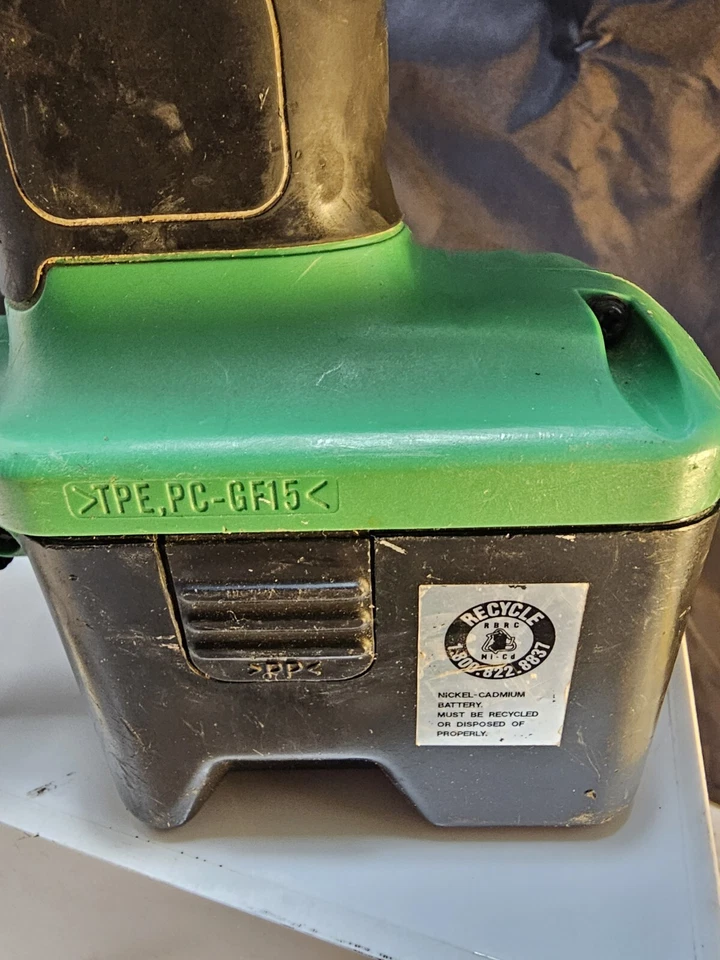 >TPE,PC-GF15<
>PP<
RECYCLE
RBRC
Ni-Cd
1.800.822.8837
NICKEL-CADMIUM
BATTERY.
MUST BE RECYCLED
OR DISPOSED OF
PROPERLY.